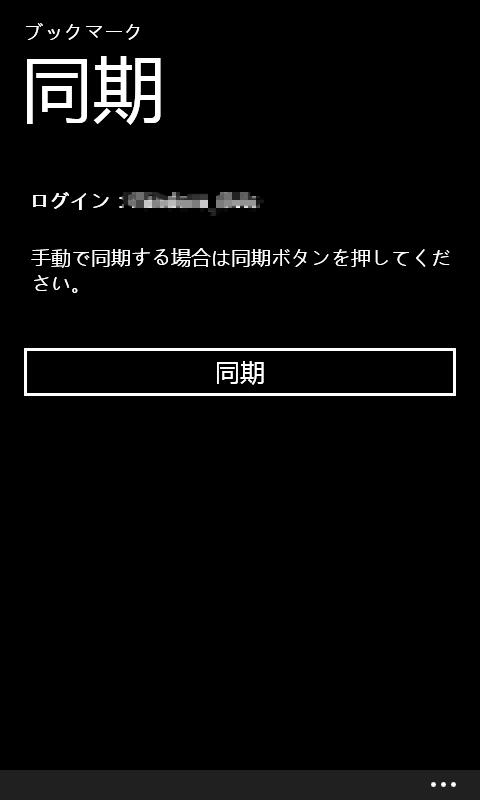 ブックマーク
同期
ログイン：
手動で同期する場合は同期ボタンを押してくだ
さい。
同期